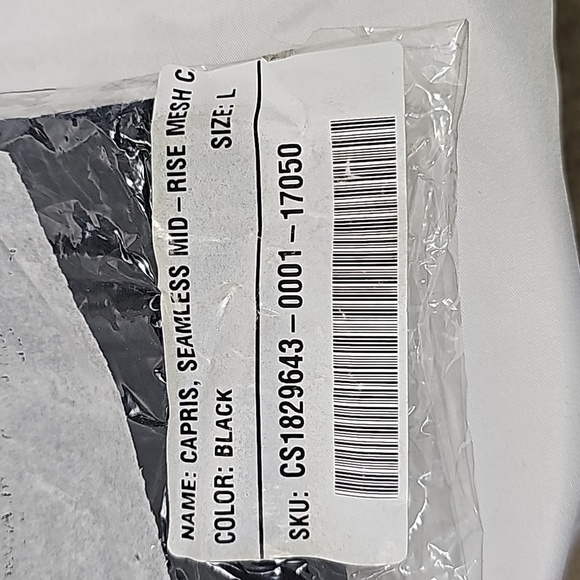 NAME: CAPRIS, SEAMLESS MID-RISE MESH C
COLOR: BLACK SIZE: L
SKU: CS1829643-0001-17050